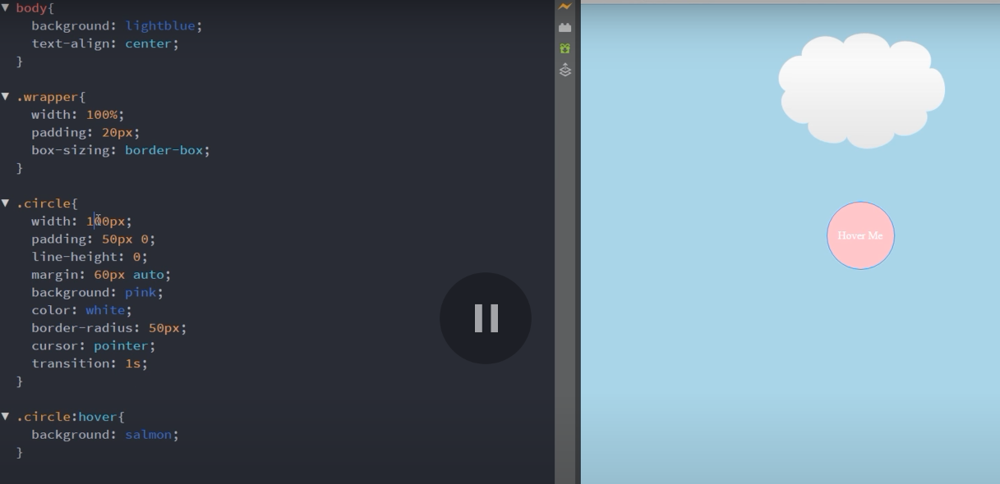 body{
background: lightblue;
text-align: center;
}
.wrapper{
width: 100%;
padding: 20px;
box-sizing: border-box;
}
.circle{
width: 100px;
padding: 50px 0;
line-height: 0;
margin: 60px auto;
background: pink;
color: white;
border-radius: 50px;
cursor: pointer;
transition: 1s;
}
.circle:hover{
background: salmon;
}
Hover Me